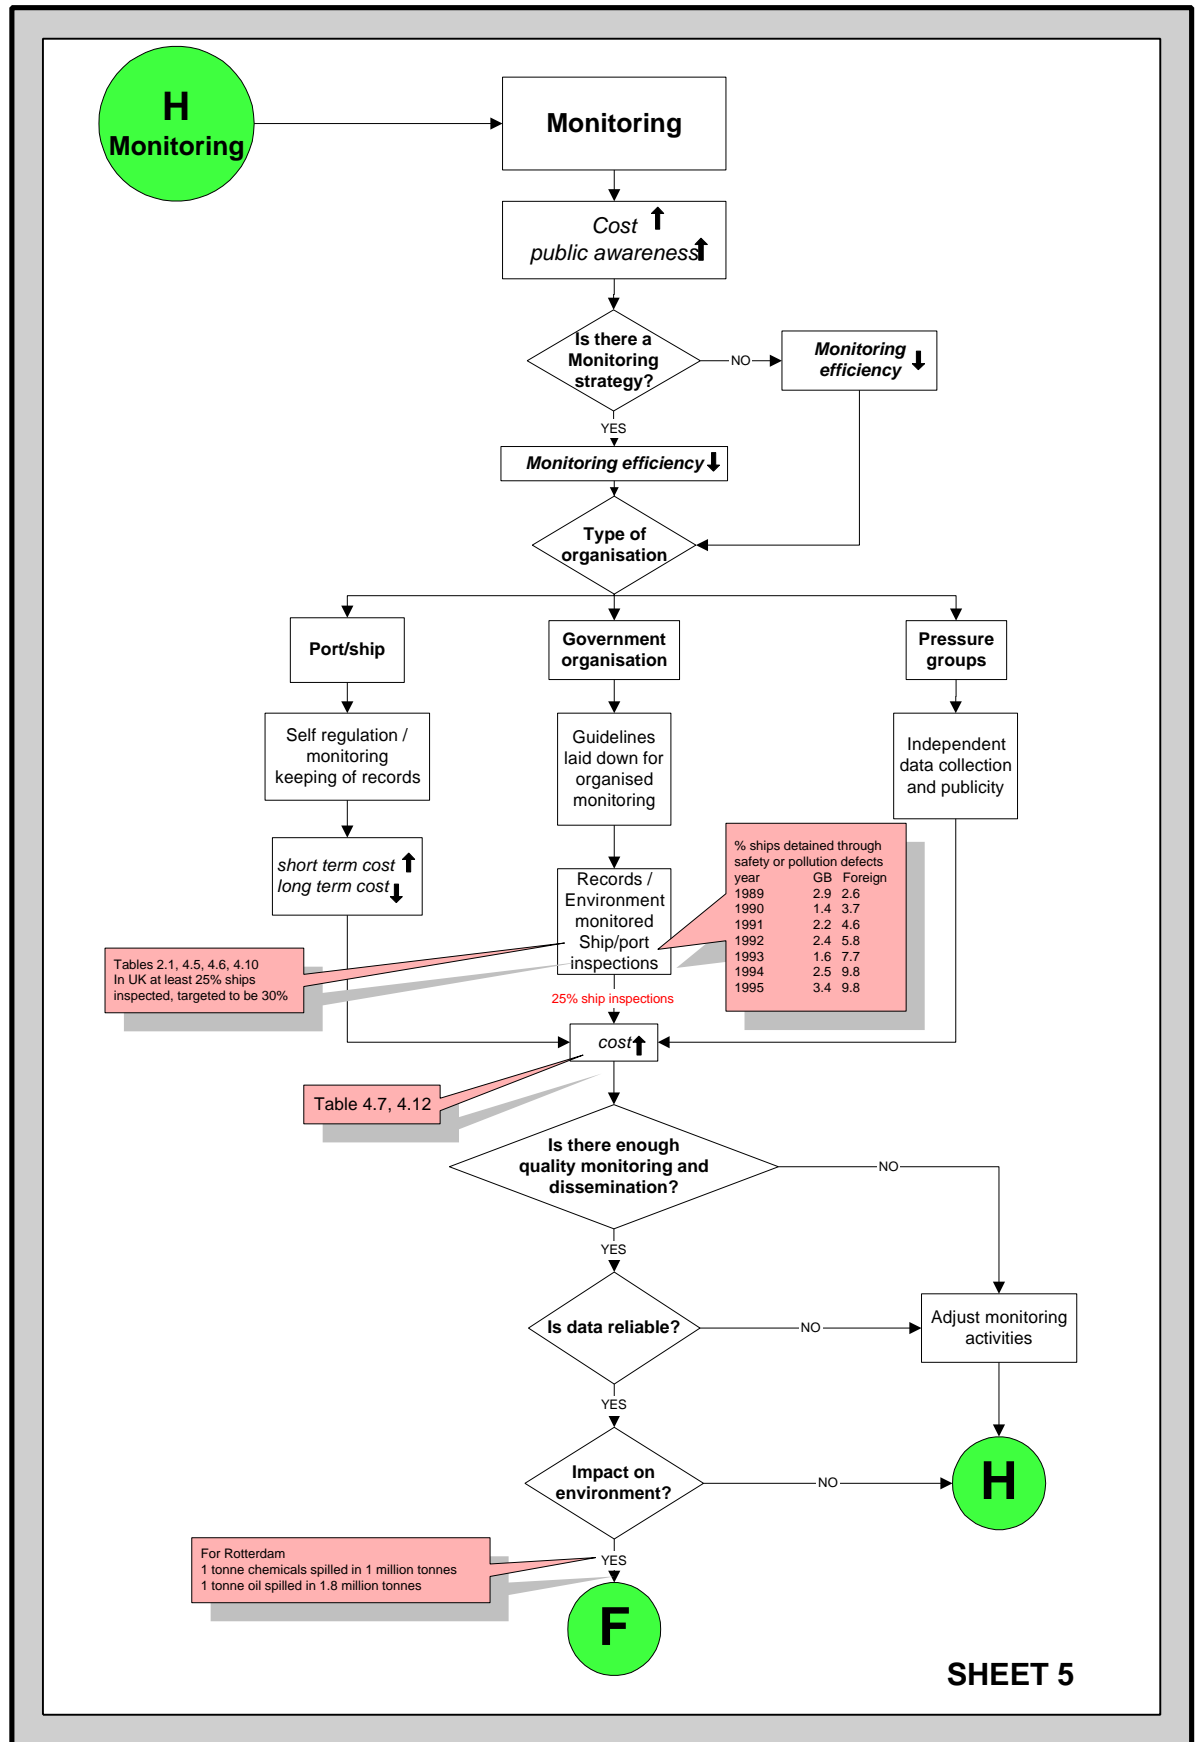 H
Monitoring
Monitoring
Cost
public awareness
Is there a
Monitoring
strategy?
NO
Monitoring
efficiency
YES
Monitoring efficiency
Type of
organisation
Port/ship
Government
organisation
Pressure
groups
Self regulation /
monitoring
keeping of records
Guidelines
laid down for
organised
monitoring
Independent
data collection
and publicity
short term cost
long term cost
Records /
Environment
monitored
Ship/port
inspections
% ships detained through
safety or pollution defects
year GB Foreign
1989 2.9 2.6
1990 1.4 3.7
1991 2.2 4.6
1992 2.4 5.8
1993 1.6 7.7
1994 2.5 9.8
1995 3.4 9.8
Tables 2.1, 4.5, 4.6, 4.10
In UK at least 25% ships
inspected, targeted to be 30%
25% ship inspections
cost
Table 4.7, 4.12
Is there enough
quality monitoring and
dissemination?
NO
YES
Is data reliable?
NO
Adjust monitoring
activities
YES
Impact on
environment?
NO
H
For Rotterdam
1 tonne chemicals spilled in 1 million tonnes
1 tonne oil spilled in 1.8 million tonnes
YES
F
SHEET 5